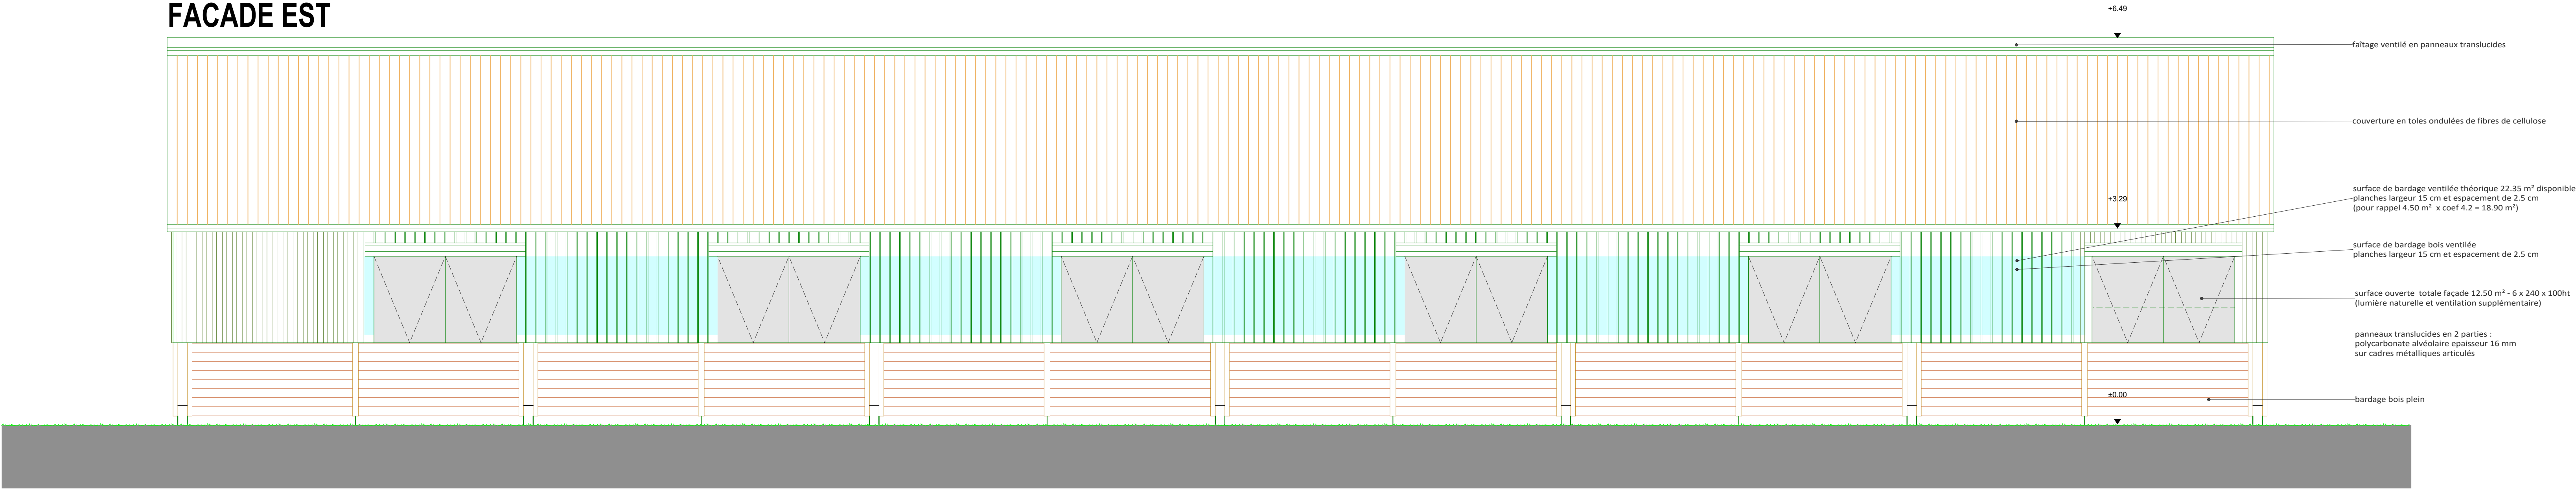 FACADE EST
+6.49
faîtage ventilé en panneaux translucides
couverture en toles ondulées de fibres de cellulose
surface de bardage ventilée théorique 22.35 m² disponible
planches largeur 15 cm et espacement de 2.5 cm
(pour rappel 4.50 m² x coef 4.2 = 18.90 m²)
+3.29
surface de bardage bois ventilée
planches largeur 15 cm et espacement de 2.5 cm
surface ouverte totale façade 12.50 m² - 6 x 240 x 100ht
(lumière naturelle et ventilation supplémentaire)
panneaux translucides en 2 parties :
polycarbonate alvéolaire epaisseur 16 mm
sur cadres métalliques articulés
±0.00
bardage bois plein